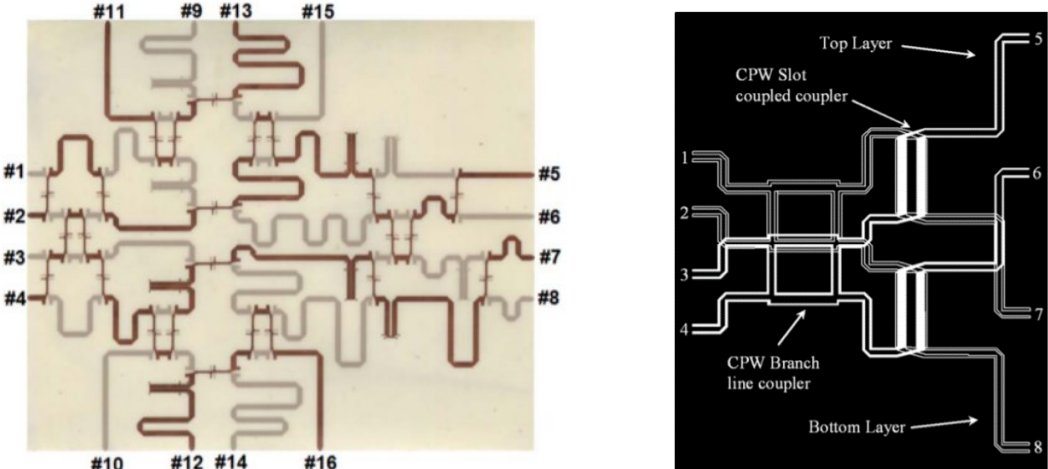 #11 #9 #13 #15
#1
#2
#3
#4
#5
#6
#7
#8
#10 #12 #14 #16
Top Layer
CPW Slot
coupled coupler
1
2
3
4
5
6
7
8
CPW Branch
line coupler
Bottom Layer